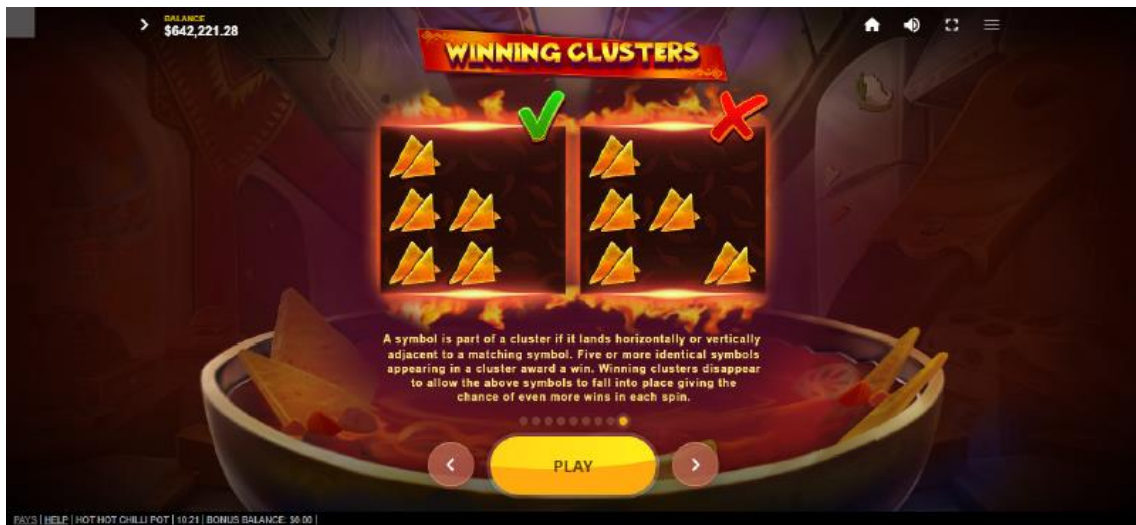 BALANCE
$642,221.28
WINNING CLUSTERS
A symbol is part of a cluster if it lands horizontally or vertically
adjacent to a matching symbol. Five or more identical symbols
appearing in a cluster award a win. Winning clusters disappear
to allow the above symbols to fall into place giving the
chance of even more wins in each spin.
PLAY
PAYS | HELP | HOT HOT CHILLI POT | 10:21 | BONUS BALANCE: $0.00 |